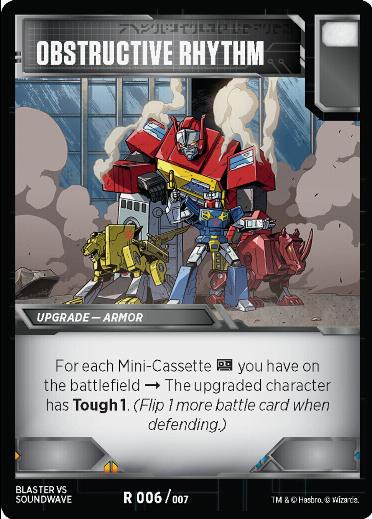 OBSTRUCTIVE RHYTHM
UPGRADE — ARMOR
For each Mini-Cassette you have on
the battlefield → The upgraded character
has Tough 1. (Flip 1 more battle card when
defending.)
BLASTER VS
SOUNDWAVE
R 006/007
TM & © Hasbro. © Wizards.